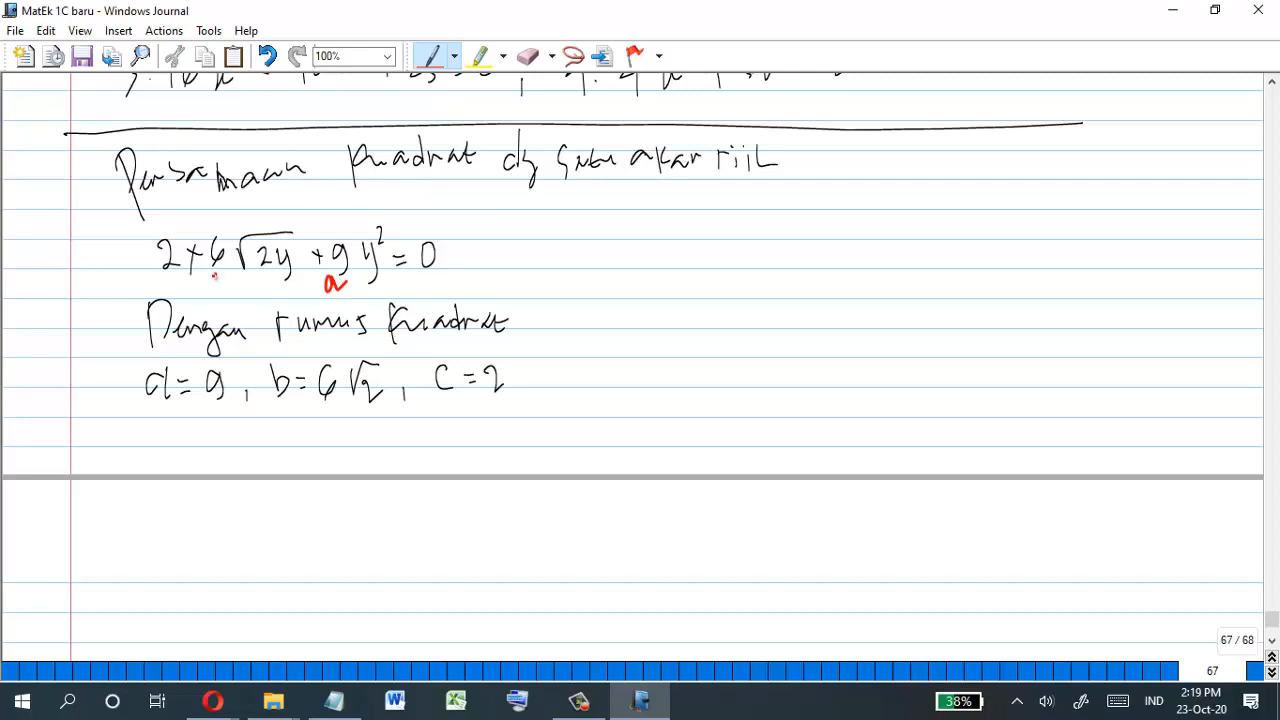 MatEk 1C baru - Windows Journal
File Edit View Insert Actions Tools Help
100%
Persamaan Kuadrat dg satu akar riil
2 + 6 √2y + 9 y² = 0
a
Dengan rumus Kuadrat
a = 9 , b = 6 √2 , c = 2
67 / 68
67
38% IND 2:19 PM
23-Oct-20